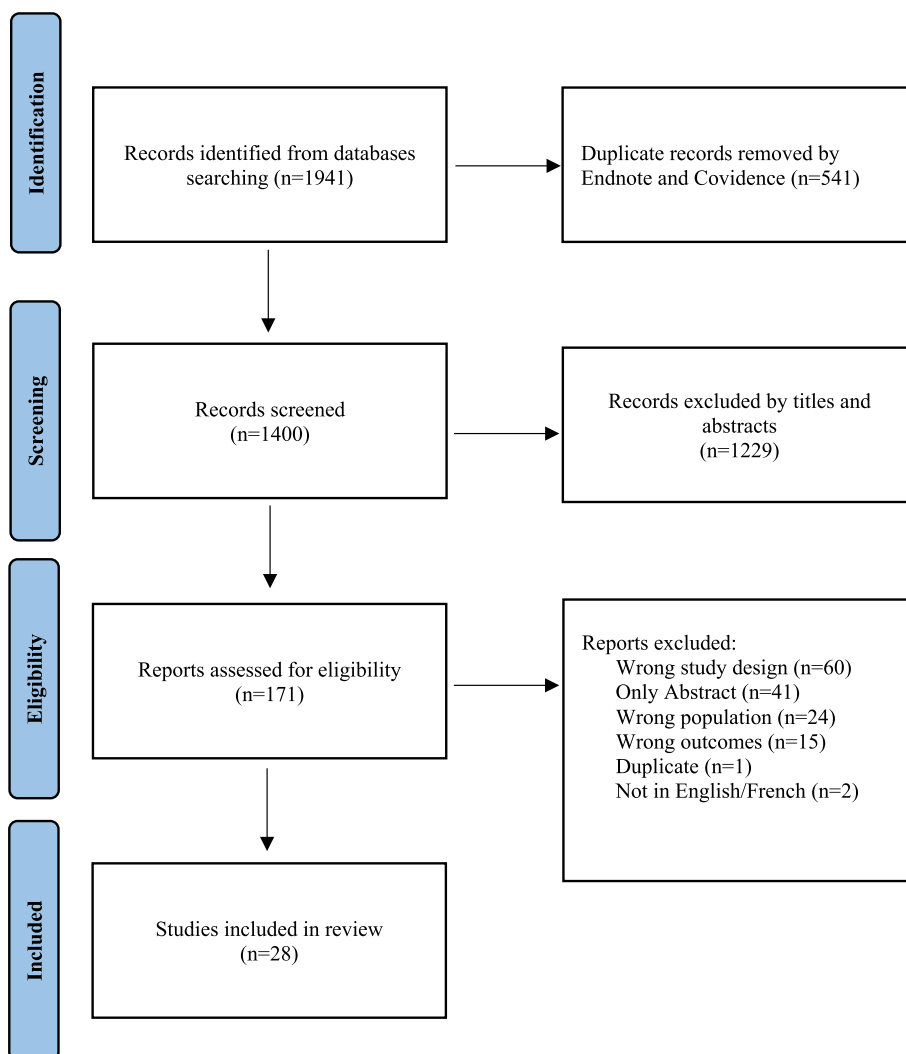 Identification
Records identified from databases
searching (n=1941)
Duplicate records removed by
Endnote and Covidence (n=541)
Screening
Records screened
(n=1400)
Records excluded by titles and
abstracts
(n=1229)
Eligibility
Reports assessed for eligibility
(n=171)
Reports excluded:
Wrong study design (n=60)
Only Abstract (n=41)
Wrong population (n=24)
Wrong outcomes (n=15)
Duplicate (n=1)
Not in English/French (n=2)
Included
Studies included in review
(n=28)